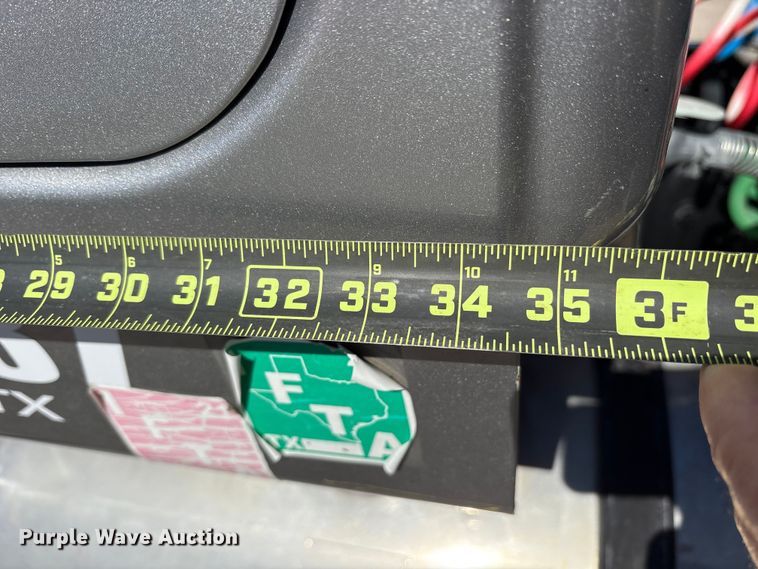 5 6 7 9 10 11
29 30 31 32 33 34 35 3F 3
TX
F
T
TX A
F
Purple Wave Auction